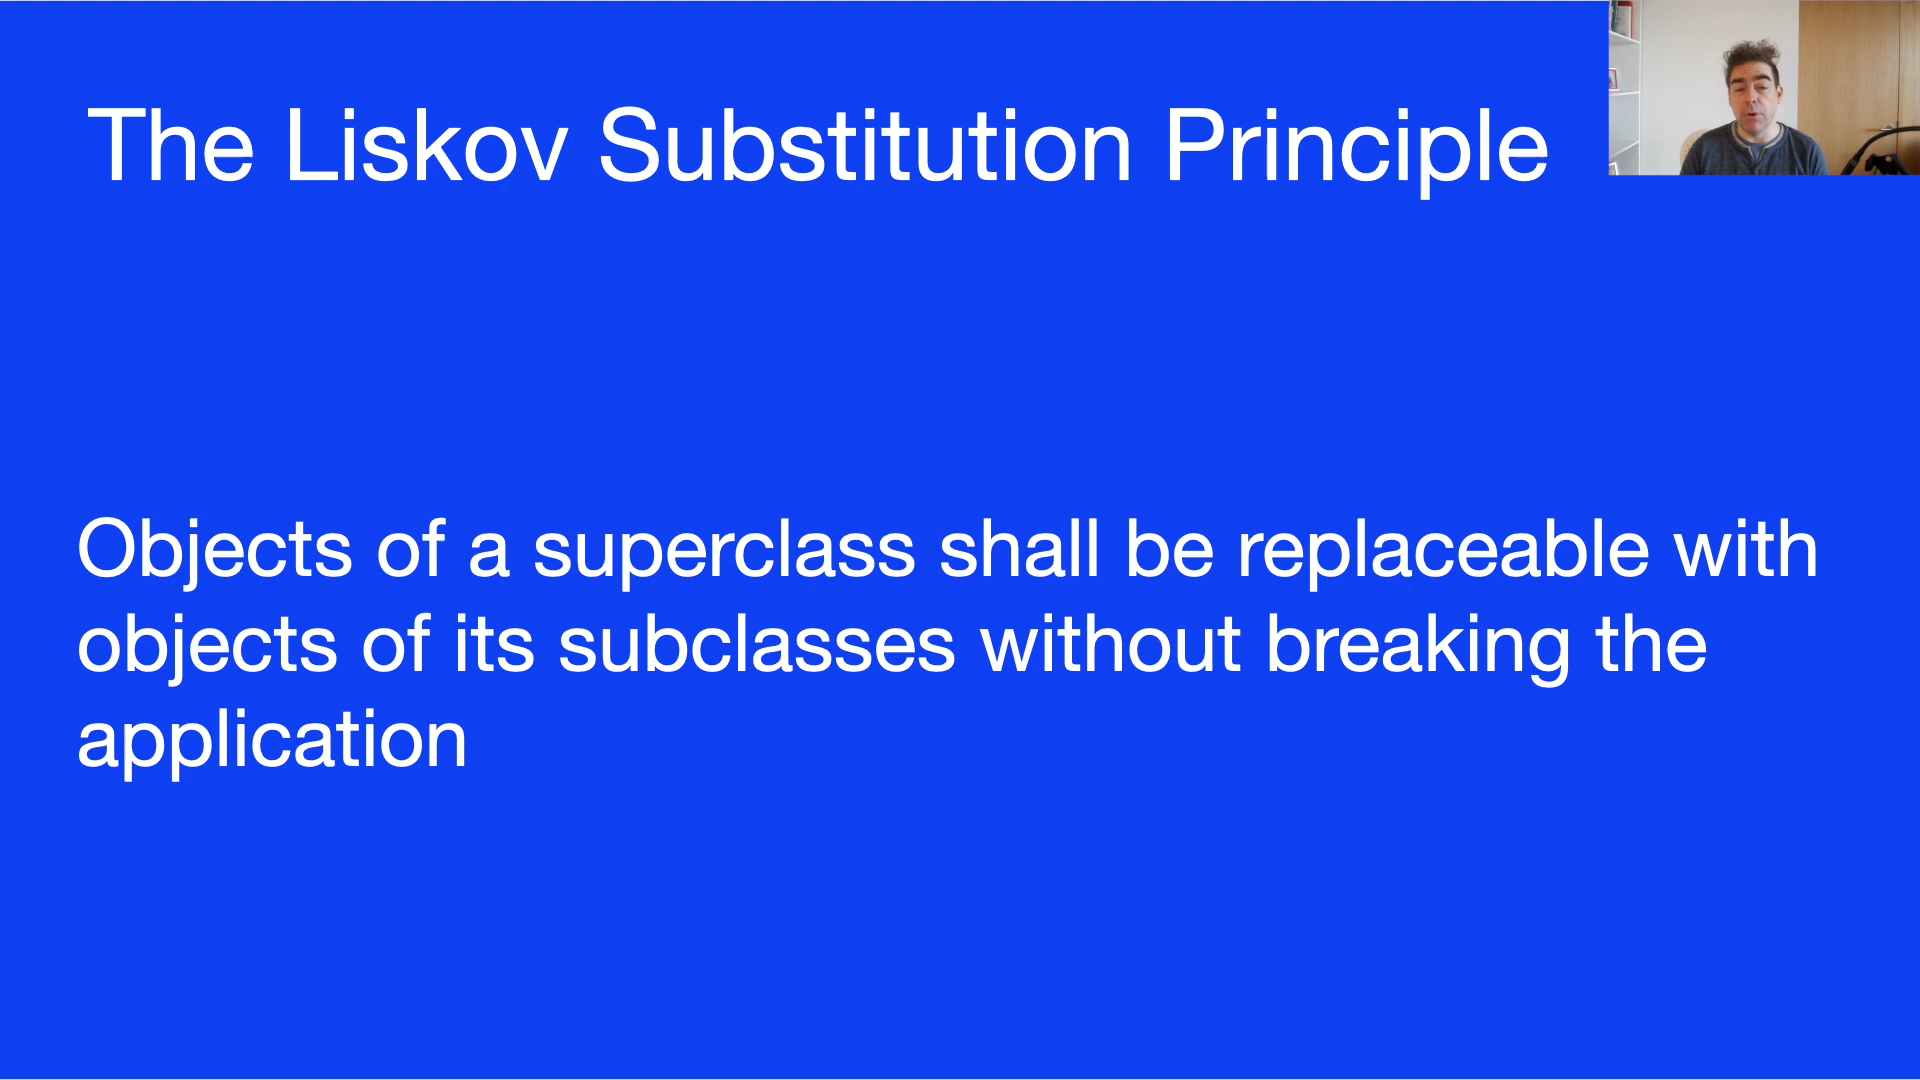 The Liskov Substitution Principle
Objects of a superclass shall be replaceable with
objects of its subclasses without breaking the
application